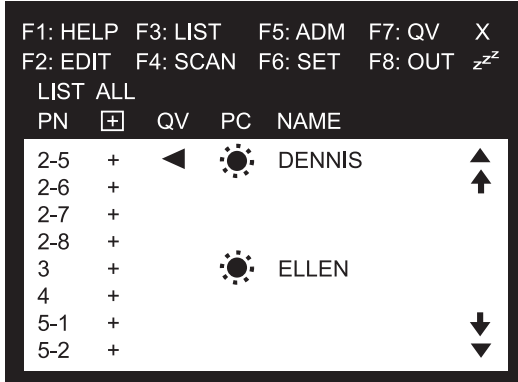 F1: HELP F3: LIST F5: ADM F7: QV X
F2: EDIT F4: SCAN F6: SET F8: OUT zzz
LIST ALL
PN + QV PC NAME
2-5 + DENNIS
2-6 +
2-7 +
2-8 +
3 + ELLEN
4 +
5-1 +
5-2 +